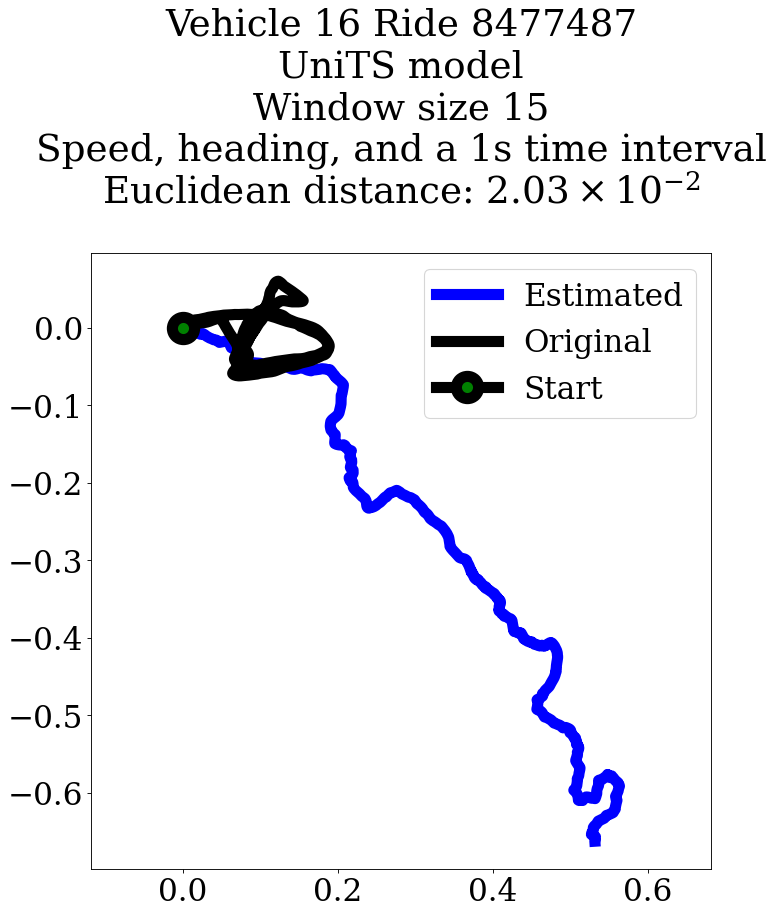 Vehicle 16 Ride 8477487
UniTS model
Window size 15
Speed, heading, and a 1s time interval
Euclidean distance: 2.03 × 10⁻²
Estimated
Original
Start
0.0
−0.1
−0.2
−0.3
−0.4
−0.5
−0.6
0.0 0.2 0.4 0.6